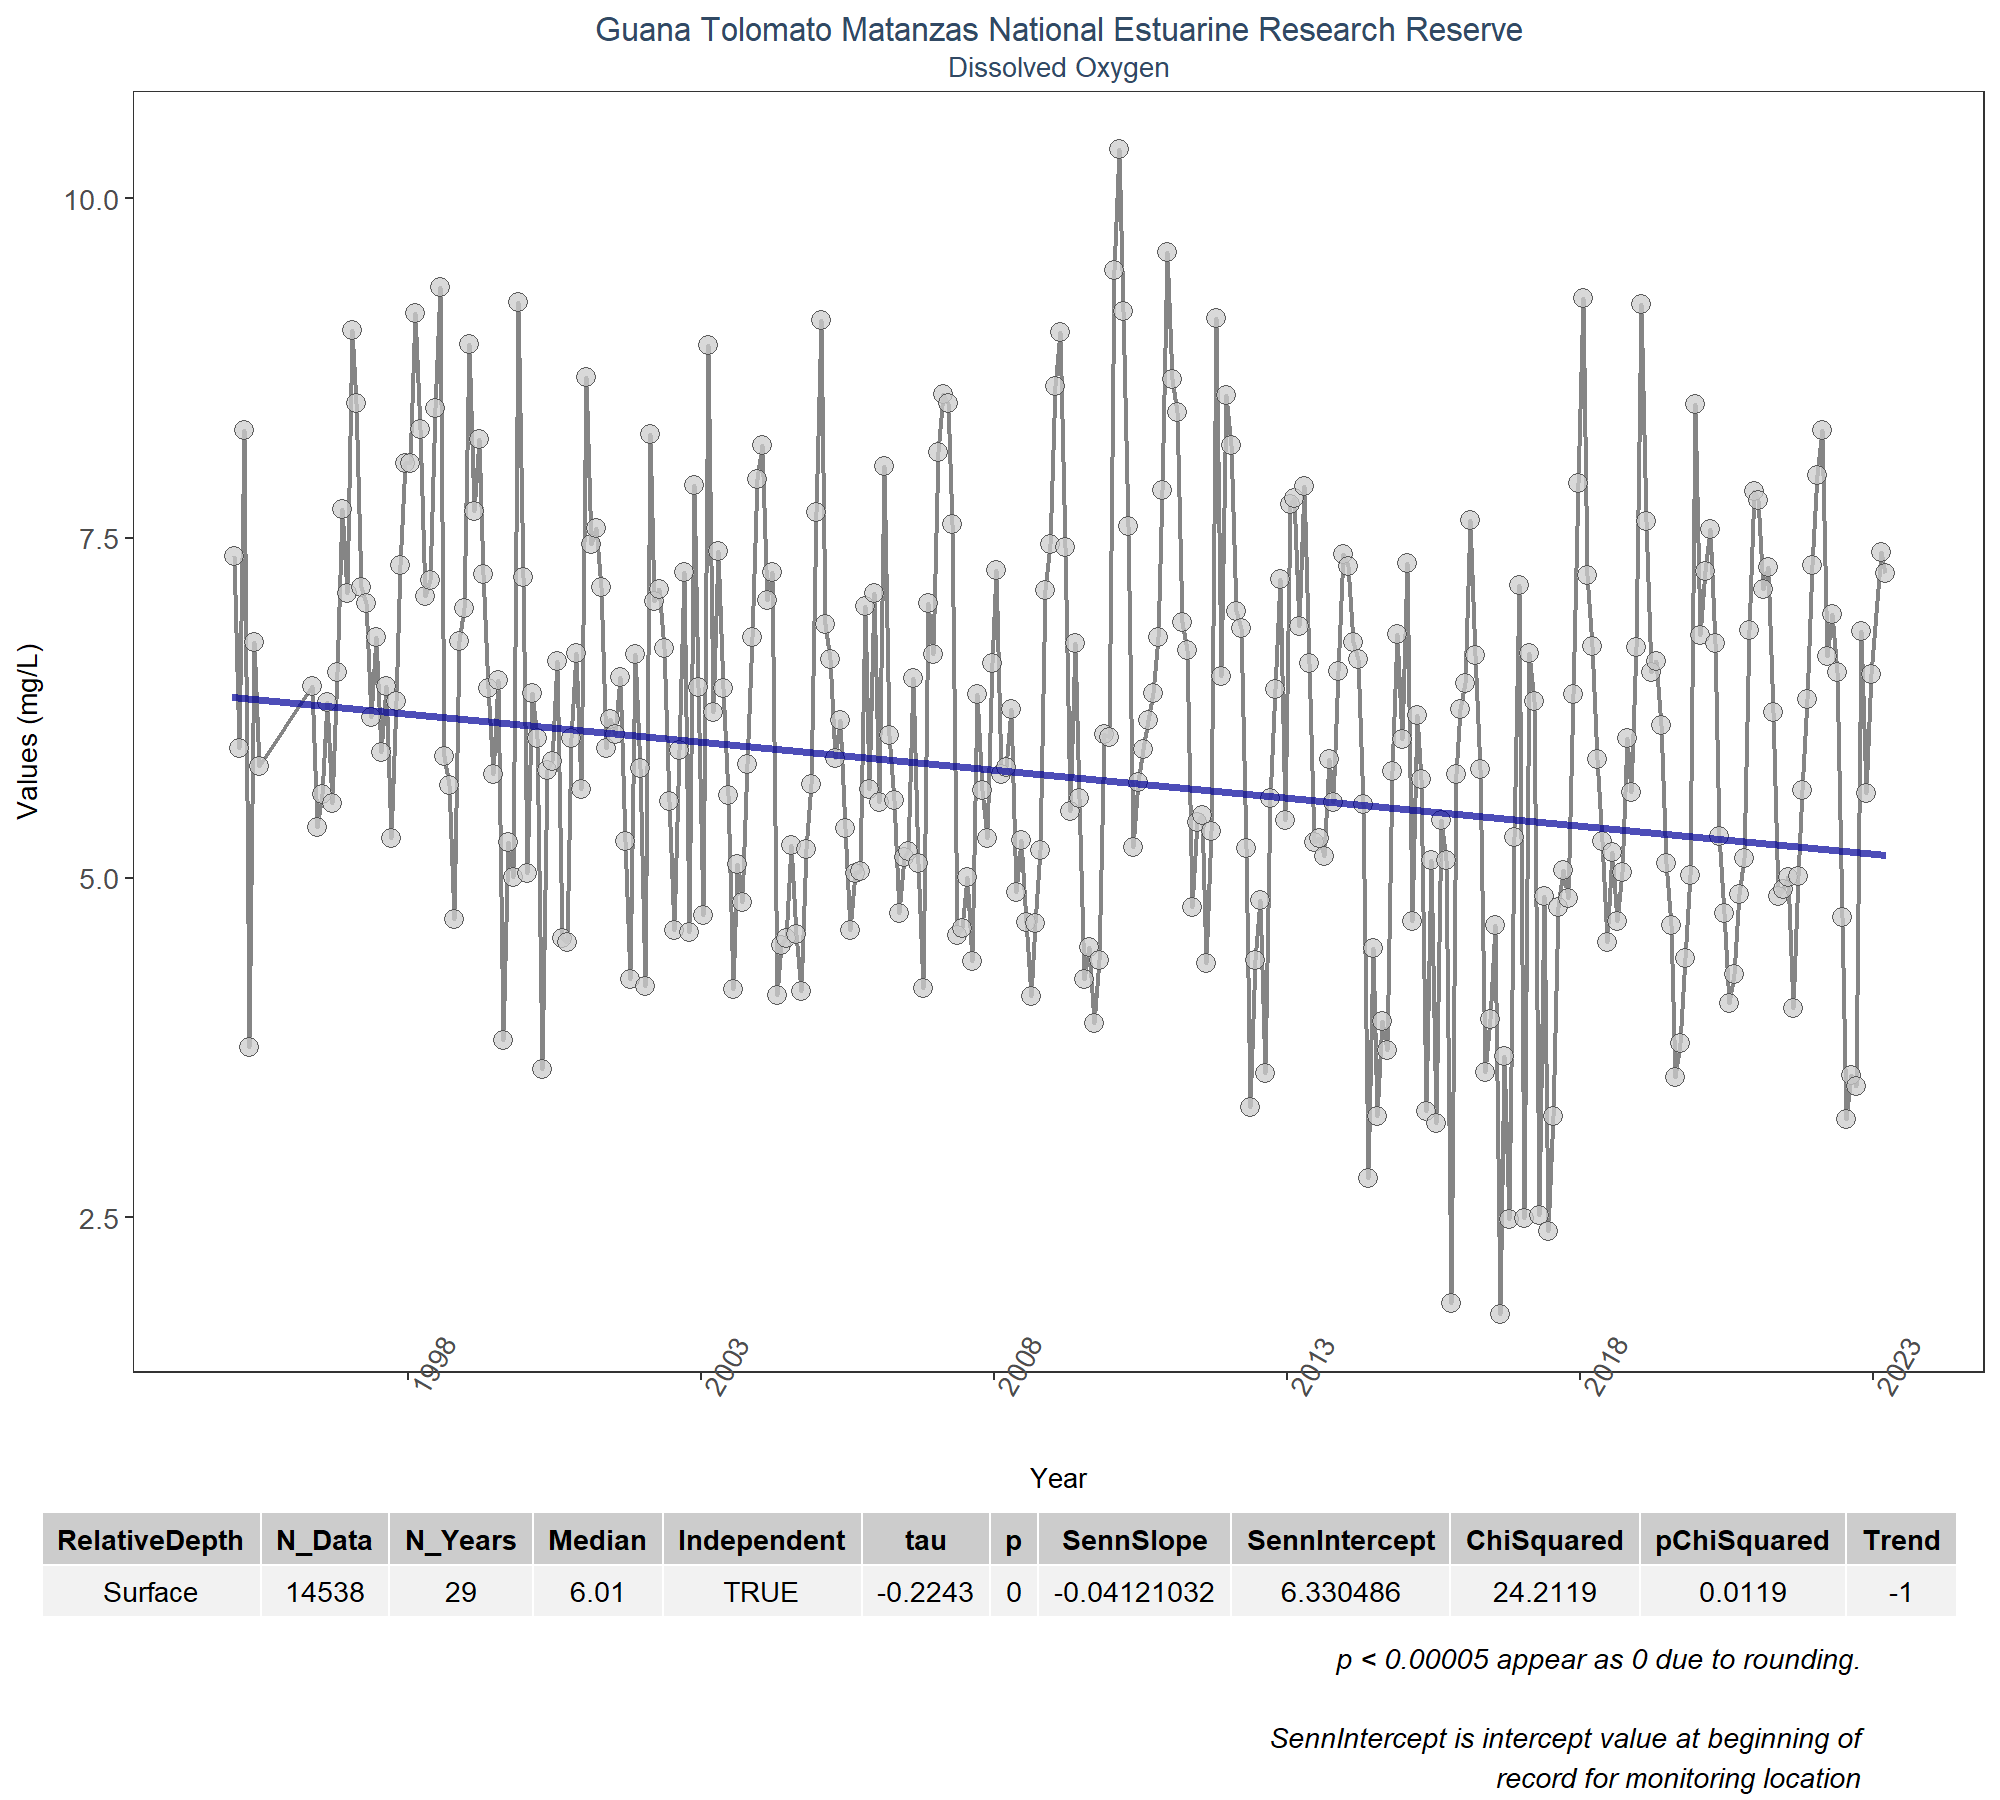 Guana Tolomato Matanzas National Estuarine Research Reserve
Dissolved Oxygen
Values (mg/L)
10.0
7.5
5.0
2.5
1998
2003
2008
2013
2018
2023
Year
RelativeDepth N_Data N_Years Median Independent tau p SennSlope SennIntercept ChiSquared pChiSquared Trend
Surface 14538 29 6.01 TRUE -0.2243 0 -0.04121032 6.330486 24.2119 0.0119 -1
p < 0.00005 appear as 0 due to rounding.
SennIntercept is intercept value at beginning of
record for monitoring location